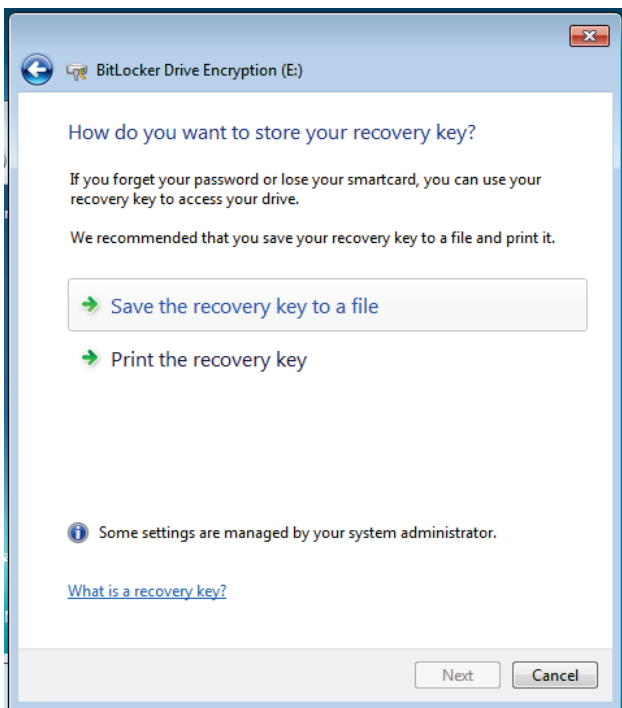 BitLocker Drive Encryption (E:)
How do you want to store your recovery key?
If you forget your password or lose your smartcard, you can use your
recovery key to access your drive.
We recommended that you save your recovery key to a file and print it.
Save the recovery key to a file
Print the recovery key
Some settings are managed by your system administrator.
What is a recovery key?
Next
Cancel